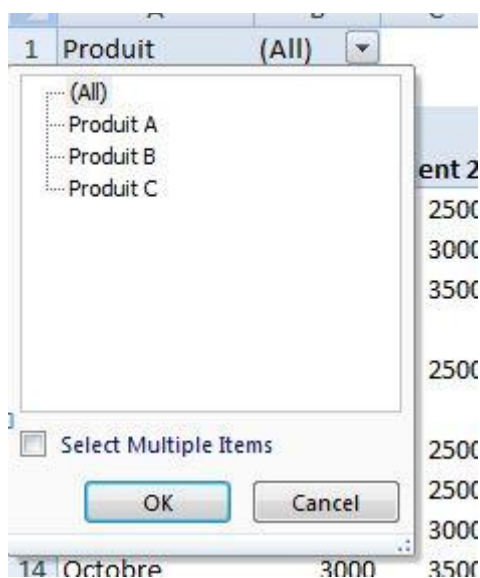 1 Produit (All)
(All)
Produit A
Produit B
Produit C
ent 2
2500
3000
3500
2500
Select Multiple Items
2500
OK Cancel
2500
3000
14 Octobre 3000 3500